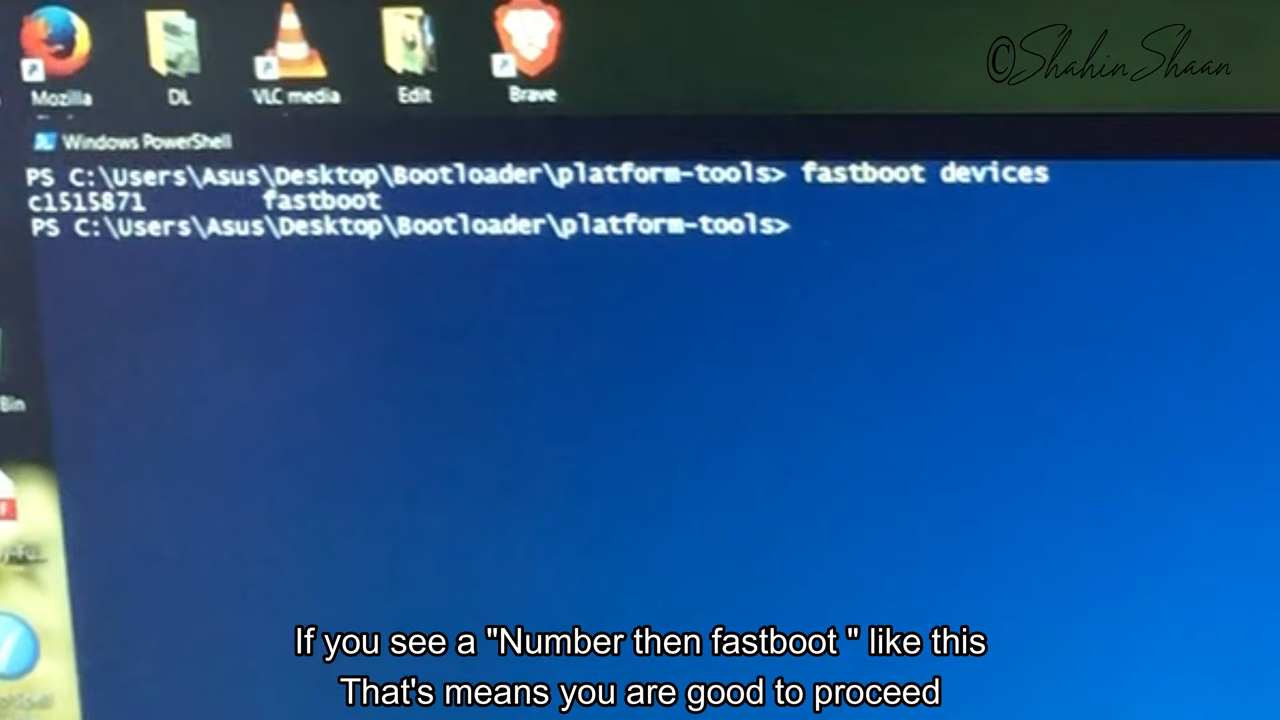 ©ShahinShaan
Mozilla
DL
VLC media
Edit
Brave
Windows PowerShell
PS C:\Users\Asus\Desktop\Bootloader\platform-tools> fastboot devices
c1515871 fastboot
PS C:\Users\Asus\Desktop\Bootloader\platform-tools>
Bin
If you see a "Number then fastboot " like this
That's means you are good to proceed